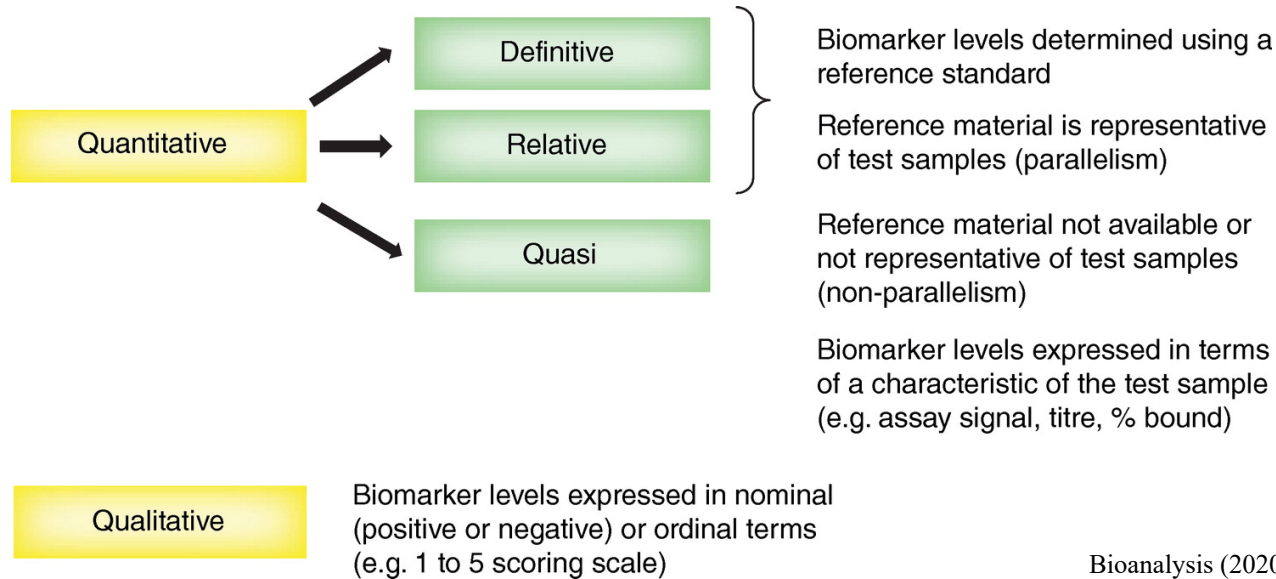 Definitive
Quantitative
Relative
Quasi
Biomarker levels determined using a
reference standard
Reference material is representative
of test samples (parallelism)
Reference material not available or
not representative of test samples
(non-parallelism)
Biomarker levels expressed in terms
of a characteristic of the test sample
(e.g. assay signal, titre, % bound)
Qualitative
Biomarker levels expressed in nominal
(positive or negative) or ordinal terms
(e.g. 1 to 5 scoring scale)
Bioanalysis (2020